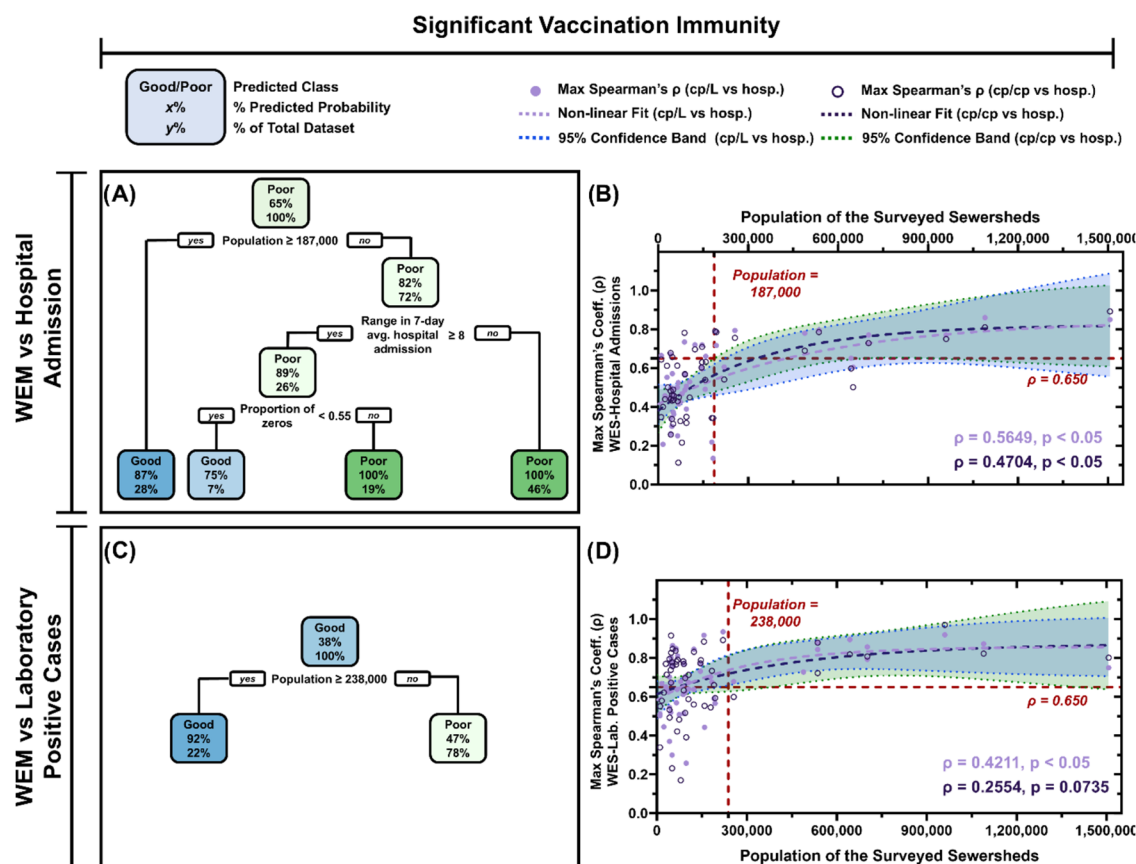 Significant Vaccination Immunity
Good/Poor
x%
y%
Predicted Class
% Predicted Probability
% of Total Dataset
Max Spearman's ρ (cp/L vs hosp.)
Non-linear Fit (cp/L vs hosp.)
95% Confidence Band (cp/L vs hosp.)
Max Spearman's ρ (cp/cp vs hosp.)
Non-linear Fit (cp/cp vs hosp.)
95% Confidence Band (cp/cp vs hosp.)
WEM vs Hospital
Admission
(A)
Poor
65%
100%
yes
Population ≥ 187,000
no
Poor
82%
72%
yes
Range in 7-day
avg. hospital ≥ 8
admission
no
Poor
89%
26%
yes
Proportion of
zeros < 0.55
no
Good
87%
28%
Good
75%
7%
Poor
100%
19%
Poor
100%
46%
(B)
Population of the Surveyed Sewersheds
0 300,000 600,000 900,000 1,200,000 1,500,000
Max Spearman's Coeff. (ρ)
WES-Hospital Admissions
1.0
0.8
0.6
0.4
0.2
0.0
Population =
187,000
ρ = 0.650
ρ = 0.5649, p < 0.05
ρ = 0.4704, p < 0.05
WEM vs Laboratory
Positive Cases
(C)
Good
38%
100%
yes
Population ≥ 238,000
no
Good
92%
22%
Poor
47%
78%
(D)
Max Spearman's Coeff. (ρ)
WES-Lab. Positive Cases
1.0
0.8
0.6
0.4
0.2
0.0
Population =
238,000
ρ = 0.650
ρ = 0.4211, p < 0.05
ρ = 0.2554, p = 0.0735
0 300,000 600,000 900,000 1,200,000 1,500,000
Population of the Surveyed Sewersheds